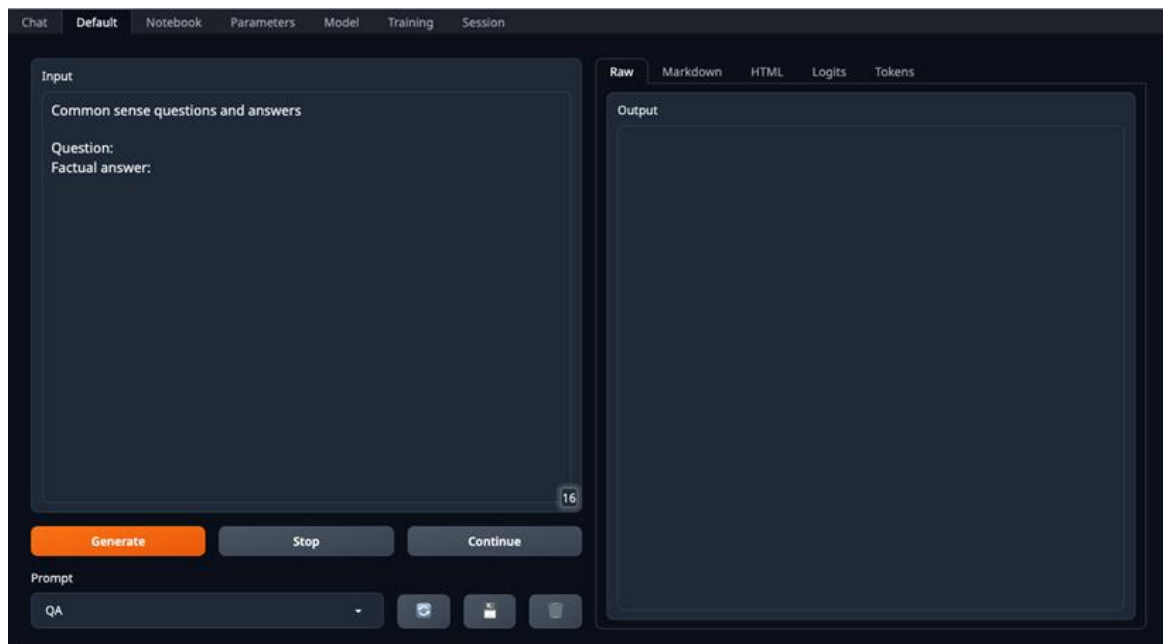 Chat Default Notebook Parameters Model Training Session
Input
Common sense questions and answers
Question:
Factual answer:
16
Generate Stop Continue
Prompt
QA
Raw Markdown HTML Logits Tokens
Output